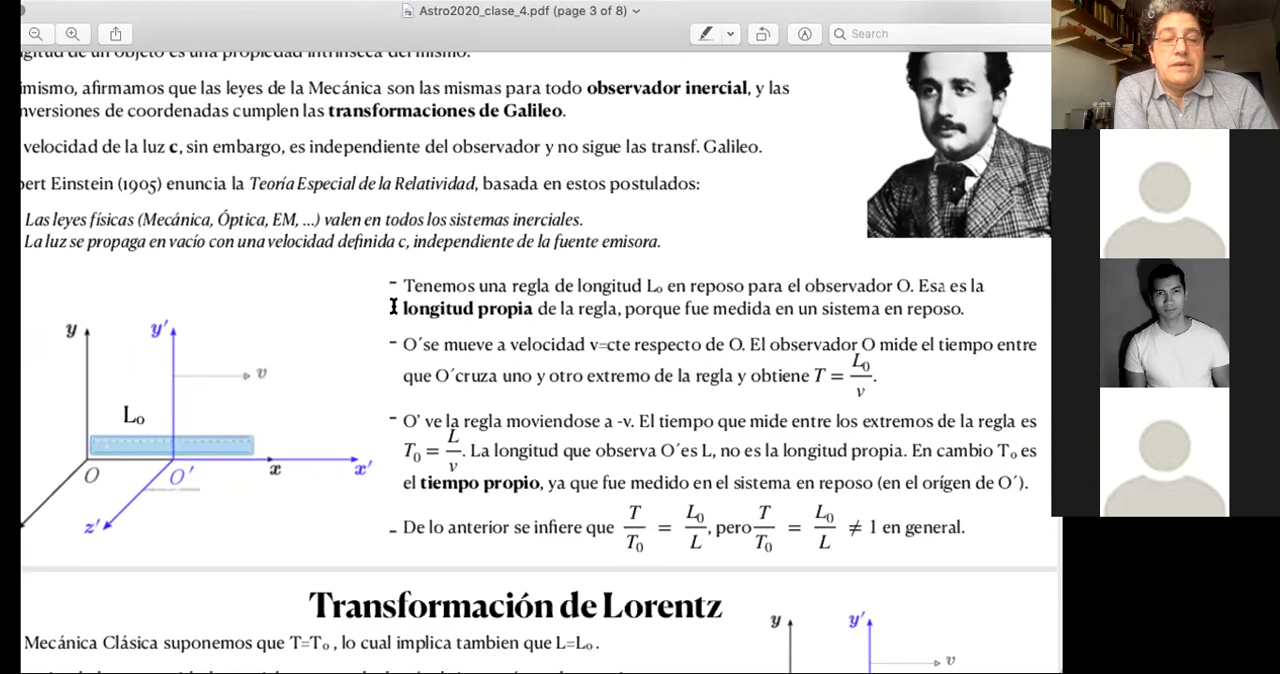 Astro2020_clase_4.pdf (page 3 of 8)
Search
gitud de un objeto es una propiedad intrínseca del mismo.
imismo, afirmamos que las leyes de la Mecánica son las mismas para todo observador inercial, y las
nversiones de coordenadas cumplen las transformaciones de Galileo.
velocidad de la luz c, sin embargo, es independiente del observador y no sigue las transf. Galileo.
ert Einstein (1905) enuncia la Teoría Especial de la Relatividad, basada en estos postulados:
Las leyes físicas (Mecánica, Óptica, EM, ...) valen en todos los sistemas inerciales.
La luz se propaga en vacío con una velocidad definida c, independiente de la fuente emisora.
- Tenemos una regla de longitud L₀ en reposo para el observador O. Esa es la
longitud propia de la regla, porque fue medida en un sistema en reposo.
- O´se mueve a velocidad v=cte respecto de O. El observador O mide el tiempo entre
que O´cruza uno y otro extremo de la regla y obtiene T = L₀/v.
- O' ve la regla moviendose a -v. El tiempo que mide entre los extremos de la regla es
T₀ = L/v. La longitud que observa O´es L, no es la longitud propia. En cambio T₀ es
el tiempo propio, ya que fue medido en el sistema en reposo (en el orígen de O´).
- De lo anterior se infiere que T/T₀ = L₀/L, pero T/T₀ = L₀/L ≠ 1 en general.
y
y'
v
L₀
O
O'
x
x'
z'
Transformación de Lorentz
Mecánica Clásica suponemos que T=T₀, lo cual implica tambien que L=L₀.
y
y'
v